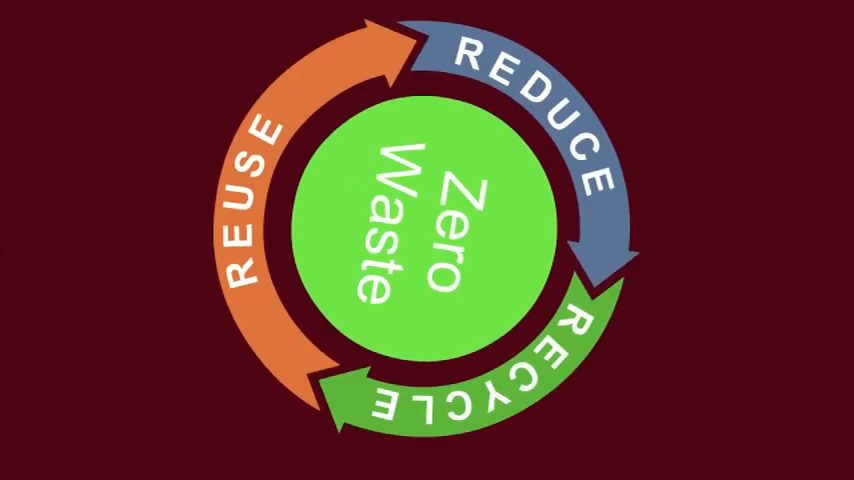 REDUCE
RECYCLE
REUSE
Zero
Waste